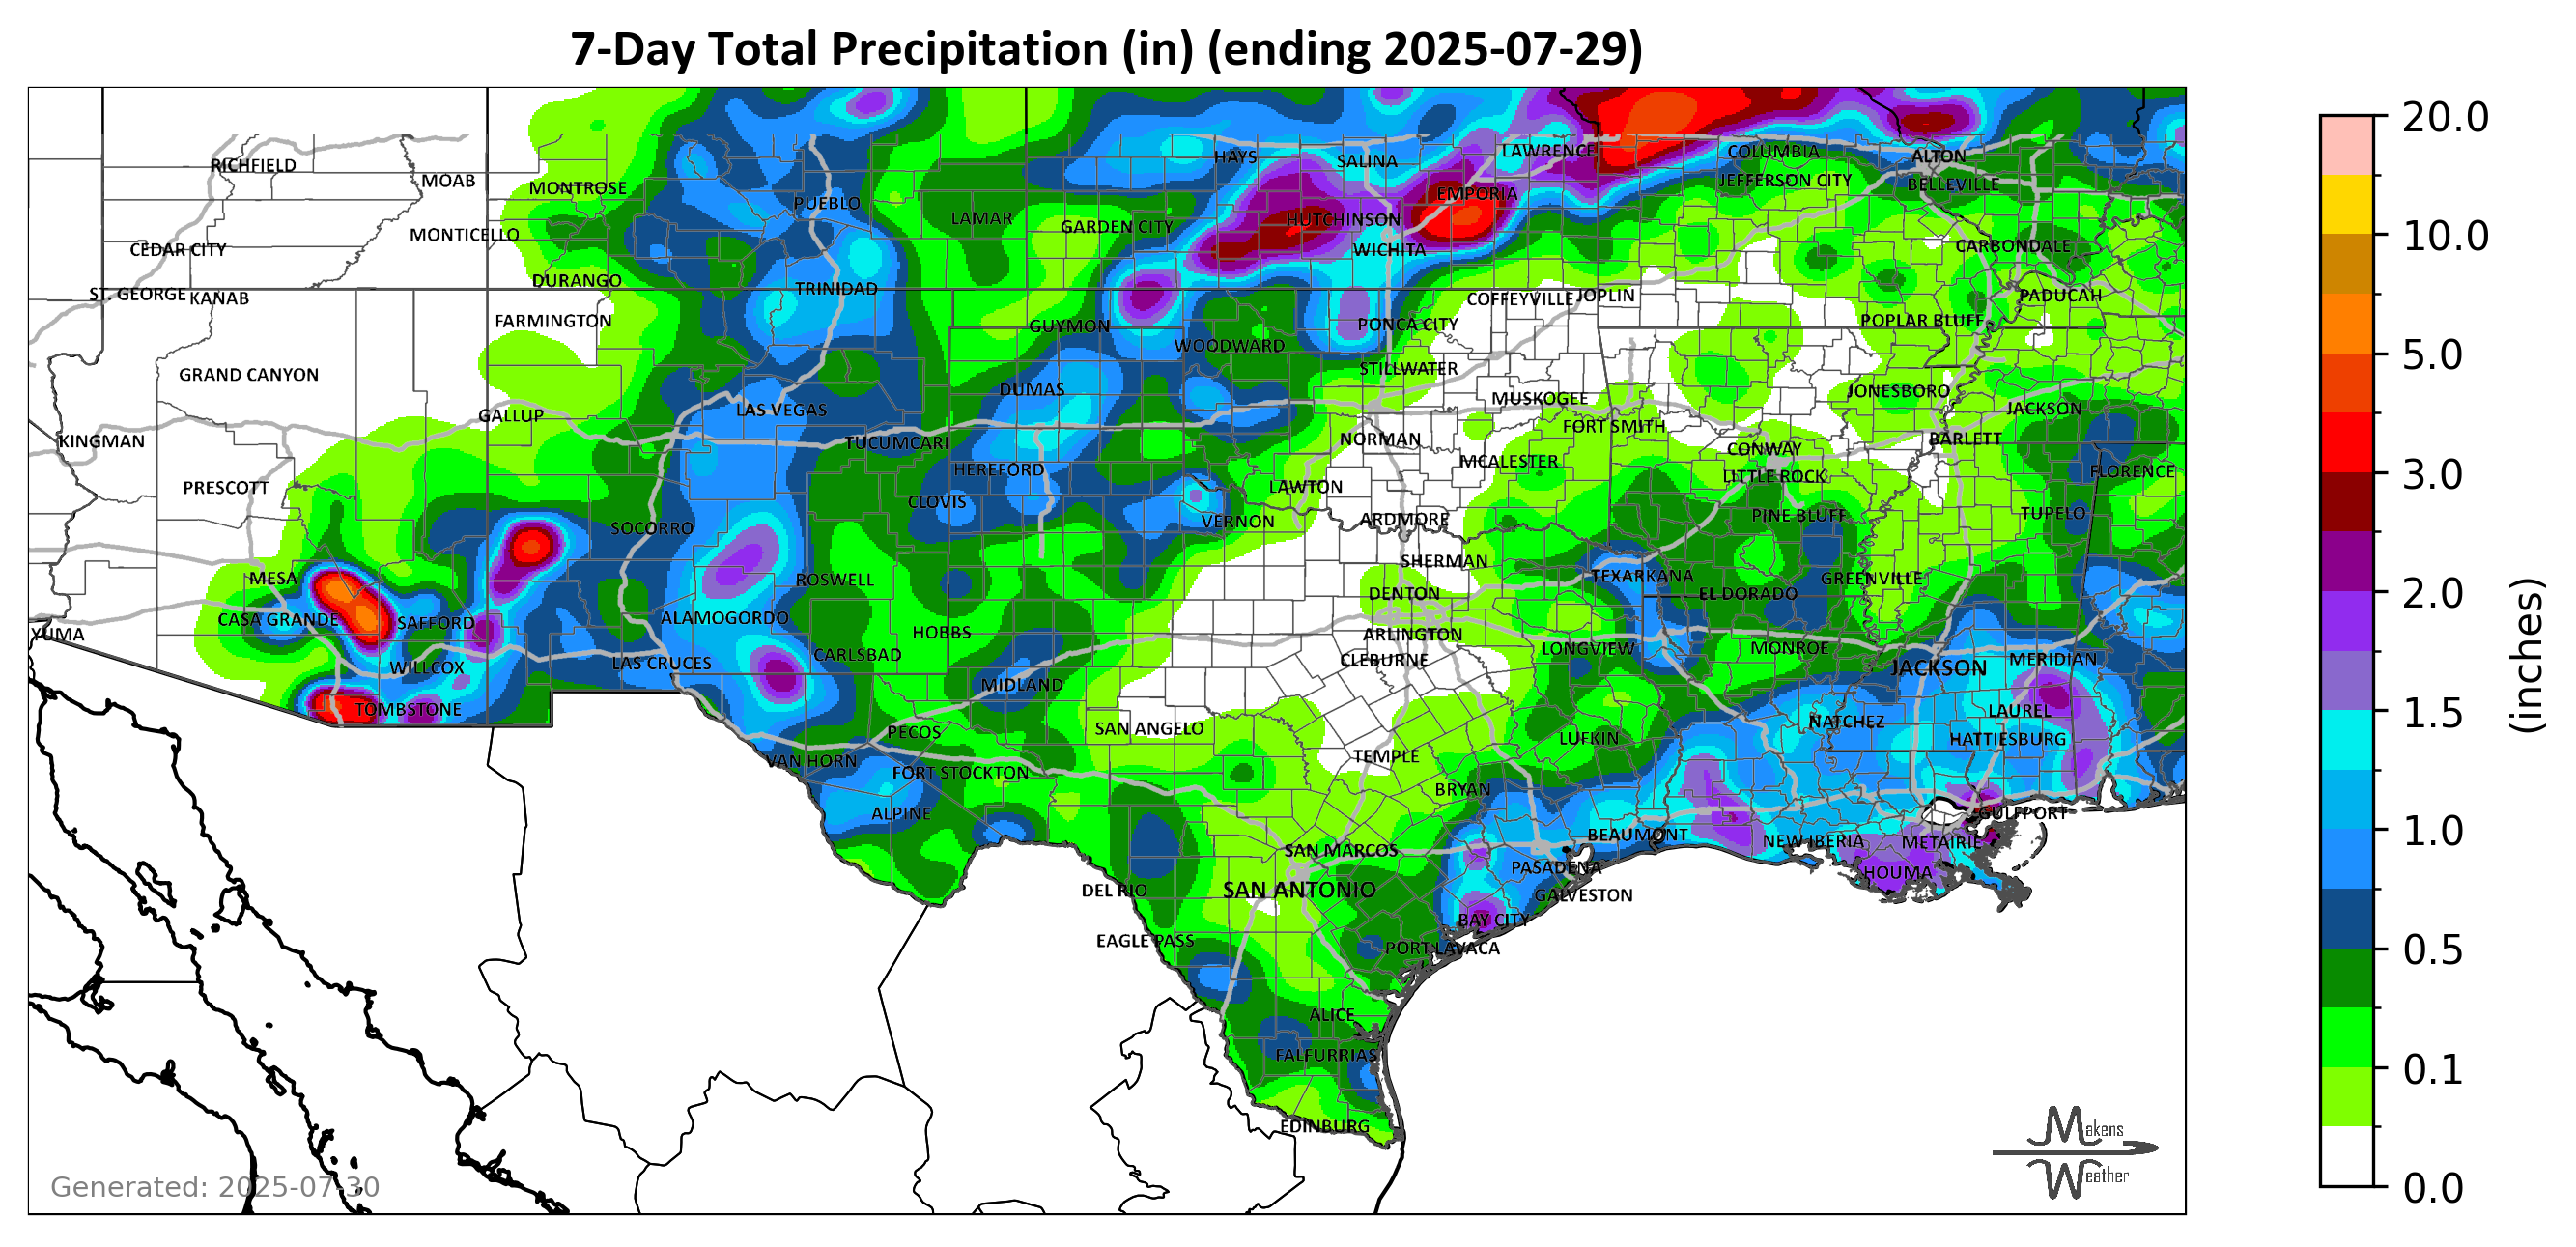 7-Day Total Precipitation (in) (ending 2025-07-29)
RICHFIELD
MOAB
MONTROSE
PUEBLO
LAMAR
GARDEN CITY
HAYS
SALINA
LAWRENCE
COLUMBIA
ALTON
JEFFERSON CITY
BELLEVILLE
EMPORIA
HUTCHINSON
WICHITA
CEDAR CITY
MONTICELLO
DURANGO
CARBONDALE
ST. GEORGE
KANAB
TRINIDAD
COFFEYVILLE
JOPLIN
PADUCAH
FARMINGTON
GUYMON
PONCA CITY
POPLAR BLUFF
WOODWARD
STILLWATER
GRAND CANYON
DUMAS
MUSKOGEE
JONESBORO
JACKSON
GALLUP
LAS VEGAS
FORT SMITH
KINGMAN
TUCUMCARI
NORMAN
CONWAY
BARLETT
HEREFORD
MCALESTER
LITTLE ROCK
FLORENCE
PRESCOTT
CLOVIS
LAWTON
SOCORRO
VERNON
ARDMORE
PINE BLUFF
TUPELO
SHERMAN
MESA
ROSWELL
TEXARKANA
GREENVILLE
DENTON
EL DORADO
CASA GRANDE
SAFFORD
ALAMOGORDO
YUMA
HOBBS
ARLINGTON
LONGVIEW
MONROE
WILLCOX
LAS CRUCES
CARLSBAD
CLEBURNE
JACKSON
MERIDIAN
MIDLAND
TOMBSTONE
LAUREL
NATCHEZ
PECOS
SAN ANGELO
LUFKIN
HATTIESBURG
VAN HORN
FORT STOCKTON
TEMPLE
ALPINE
BRYAN
GULFPORT
BEAUMONT
NEW IBERIA
METAIRIE
SAN MARCOS
PASADENA
HOUMA
DEL RIO
SAN ANTONIO
GALVESTON
BAY CITY
EAGLE PASS
PORT LAVACA
ALICE
FALFURRIAS
EDINBURG
Generated: 2025-07-30
Makens
Weather
20.0
10.0
5.0
3.0
2.0
1.5
1.0
0.5
0.1
0.0
(inches)